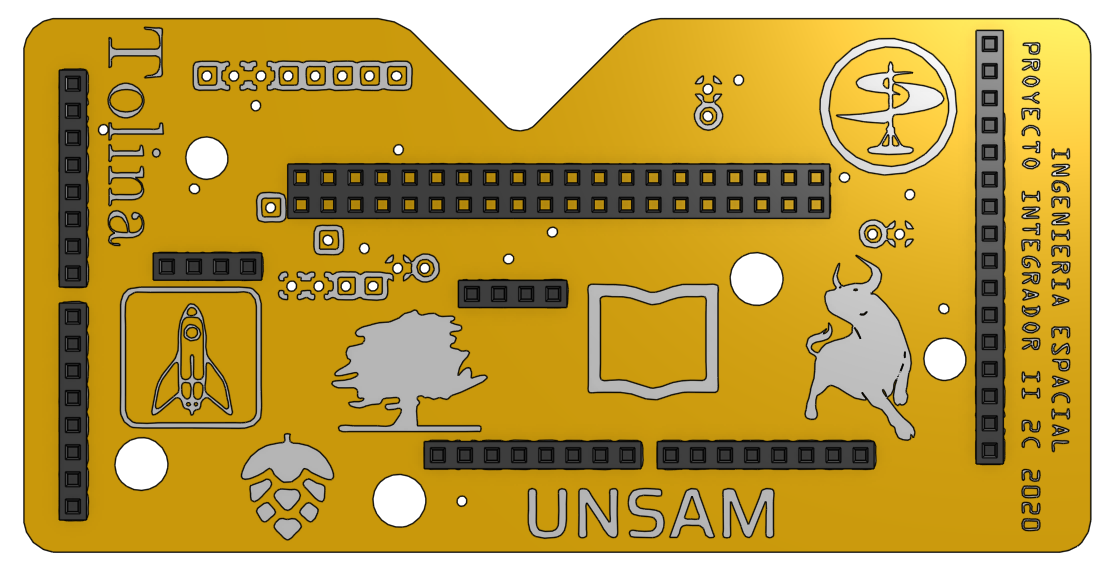 Tolina
INGENIERIA ESPACIAL
PROYECTO INTEGRADOR II 2C 2020
UNSAM